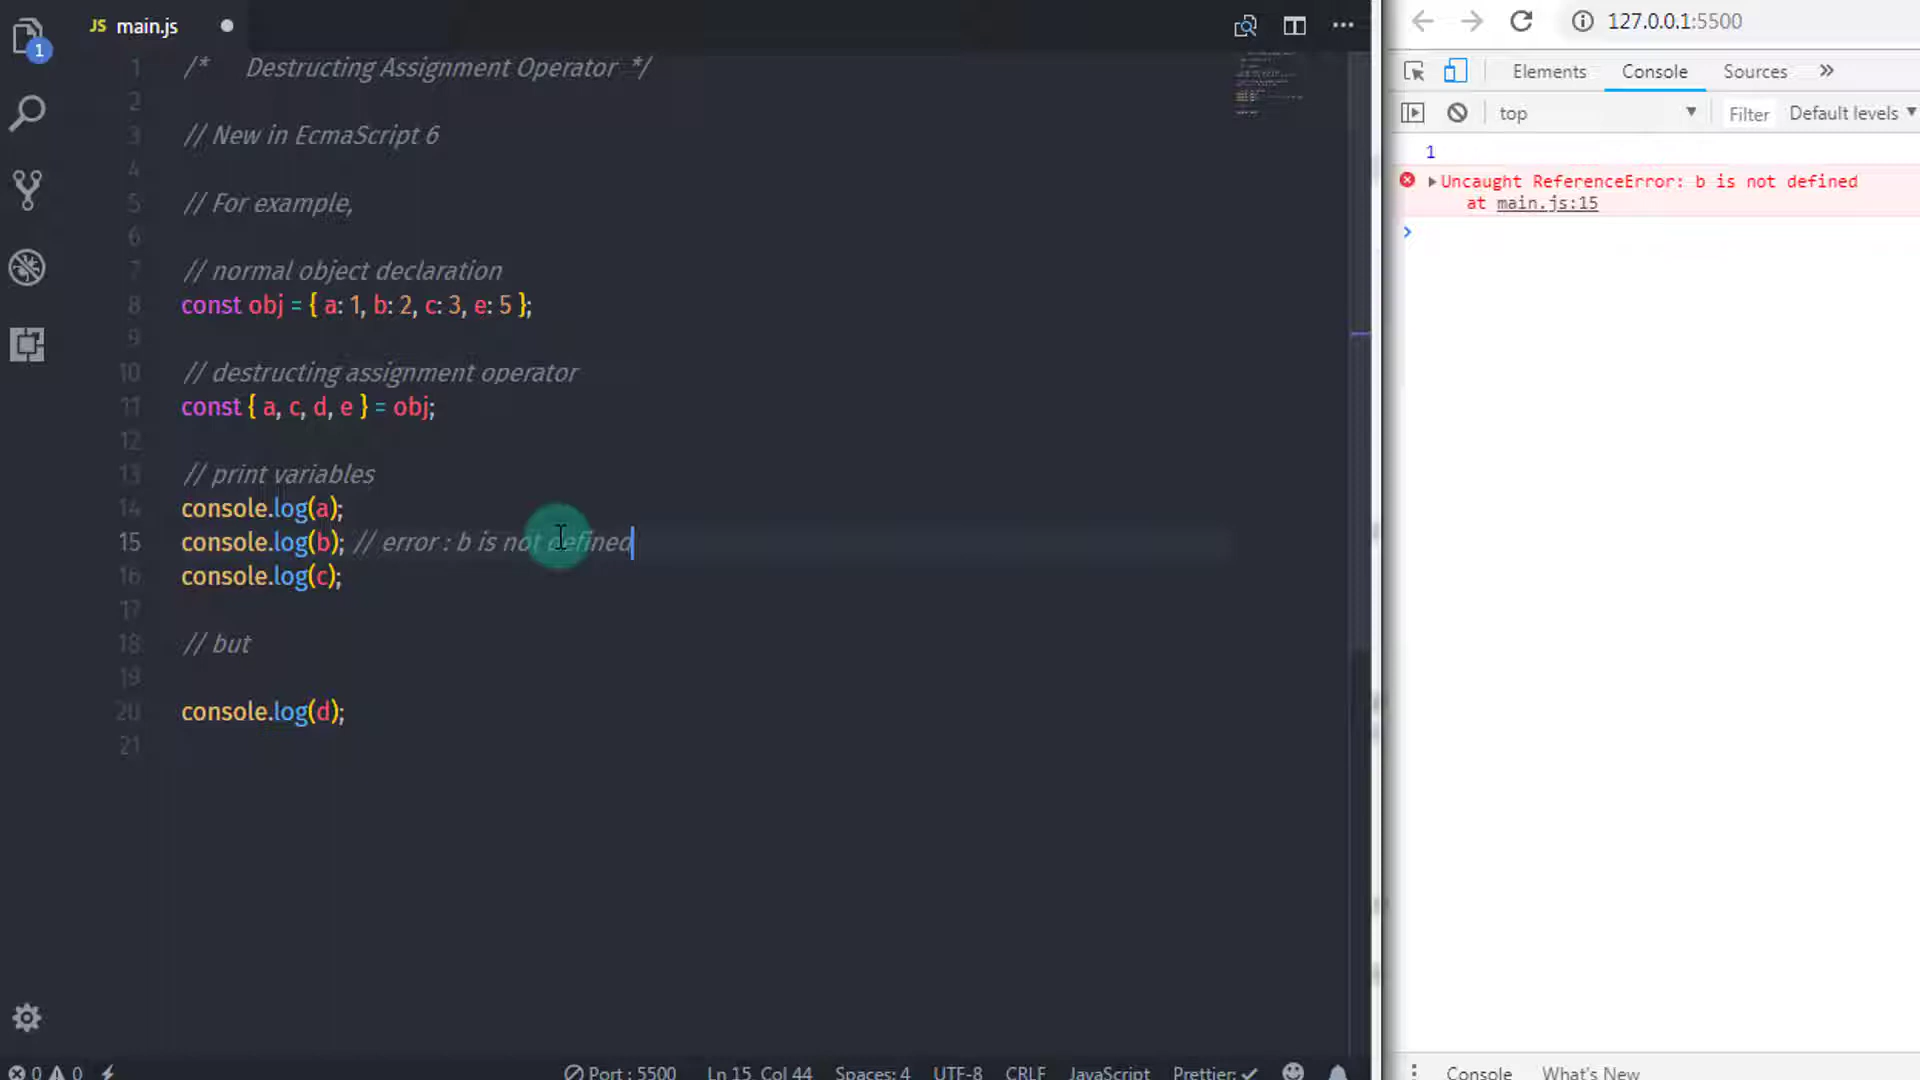 JS main.js
1 /* Destructing Assignment Operator */
2
3 // New in EcmaScript 6
4
5 // For example,
6
7 // normal object declaration
8 const obj = { a: 1, b: 2, c: 3, e: 5 };
9
10 // destructing assignment operator
11 const { a, c, d, e } = obj;
12
13 // print variables
14 console.log(a);
15 console.log(b); // error : b is not defined
16 console.log(c);
17
18 // but
19
20 console.log(d);
21
1
0 0
Port : 5500 Ln 15, Col 44 Spaces: 4 UTF-8 CRLF JavaScript Prettier: ✓
127.0.0.1:5500
Elements Console Sources »
top Filter Default levels
1
Uncaught ReferenceError: b is not defined
at main.js:15
Console What's New